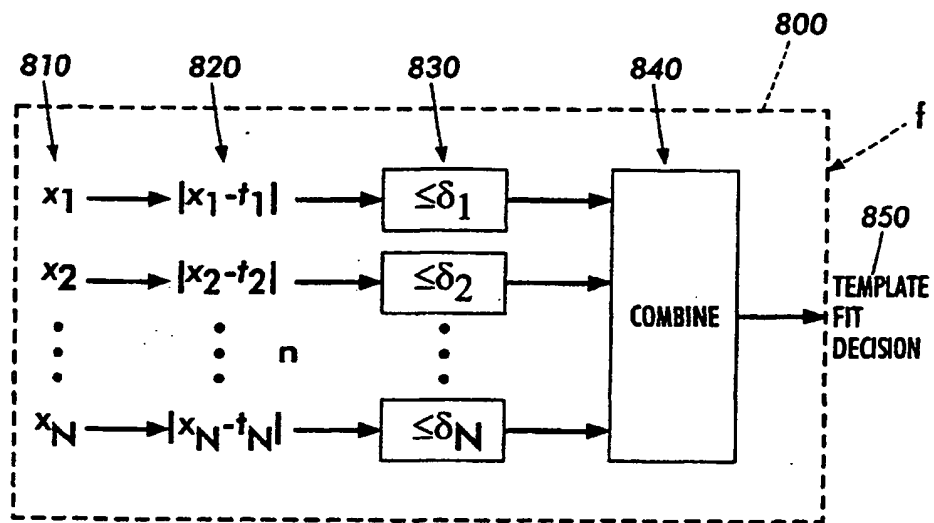 800
810 820 830 840
f
x1 |x1-t1| ≤δ1
850
x2 |x2-t2| ≤δ2
TEMPLATE
COMBINE FIT
n DECISION
xN |xN-tN| ≤δN